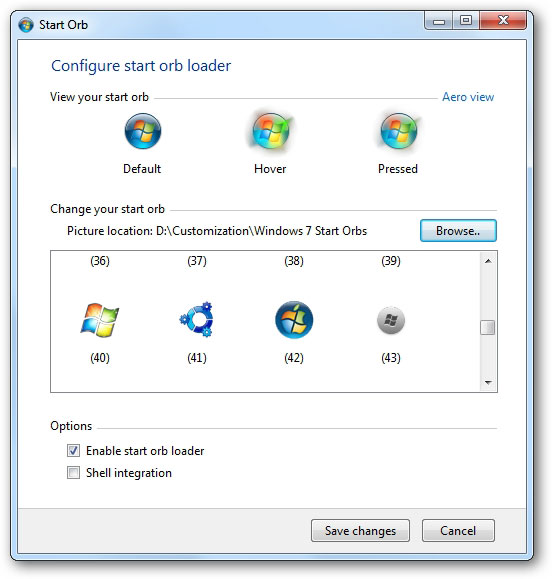 Start Orb
Configure start orb loader
View your start orb
Aero view
Default Hover Pressed
Change your start orb
Picture location: D:\Customization\Windows 7 Start Orbs
Browse..
(36) (37) (38) (39)
(40) (41) (42) (43)
Options
Enable start orb loader
Shell integration
Save changes Cancel